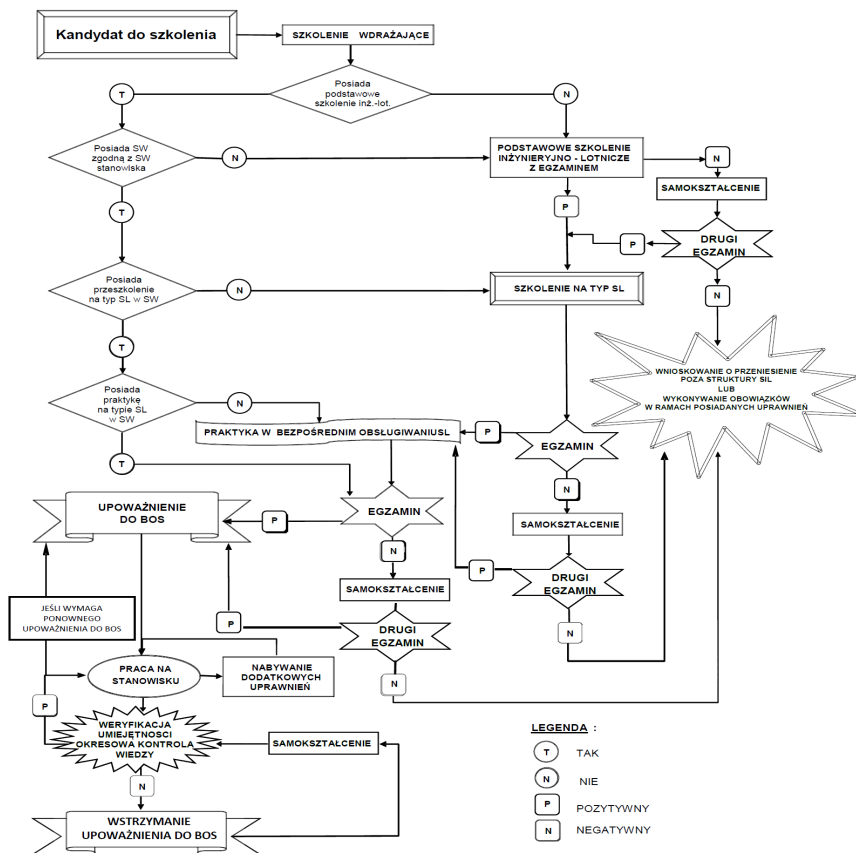 Kandydat do szkolenia
SZKOLENIE WDRAŻAJĄCE
Posiada
podstawowe
szkolenie inż.-lot.
T
N
Posiada SW
zgodną z SW
stanowiska
N
PODSTAWOWE SZKOLENIE
INŻYNIERYJNO - LOTNICZE
Z EGZAMINEM
N
SAMOKSZTAŁCENIE
T
P
P
DRUGI
EGZAMIN
Posiada
przeszkolenie
na typ SL w SW
N
SZKOLENIE NA TYP SL
N
T
WNIOSKOWANIE O PRZENIESIENIE
POZA STRUKTURY SIL
LUB
WYKONYWANIE OBOWIĄZKÓW
W RAMACH POSIADANYCH UPRAWNIEŃ
Posiada
praktykę
na typie SL
w SW
N
PRAKTYKA W BEZPOŚREDNIM OBSŁUGIWANIUSL
P
EGZAMIN
T
N
UPOWAŻNIENIE
DO BOS
P
EGZAMIN
SAMOKSZTAŁCENIE
N
P
DRUGI
EGZAMIN
SAMOKSZTAŁCENIE
JEŚLI WYMAGA
PONOWNEGO
UPOWAŻNIENIA DO BOS
P
DRUGI
EGZAMIN
N
PRACA NA
STANOWISKU
NABYWANIE
DODATKOWYCH
UPRAWNIEŃ
N
P
WERYFIKACJA
UMIEJĘTNOŚCI
OKRESOWA KONTROLA
WIEDZY
SAMOKSZTAŁCENIE
N
WSTRZYMANIE
UPOWAŻNIENIA DO BOS
LEGENDA :
T TAK
N NIE
P POZYTYWNY
N NEGATYWNY